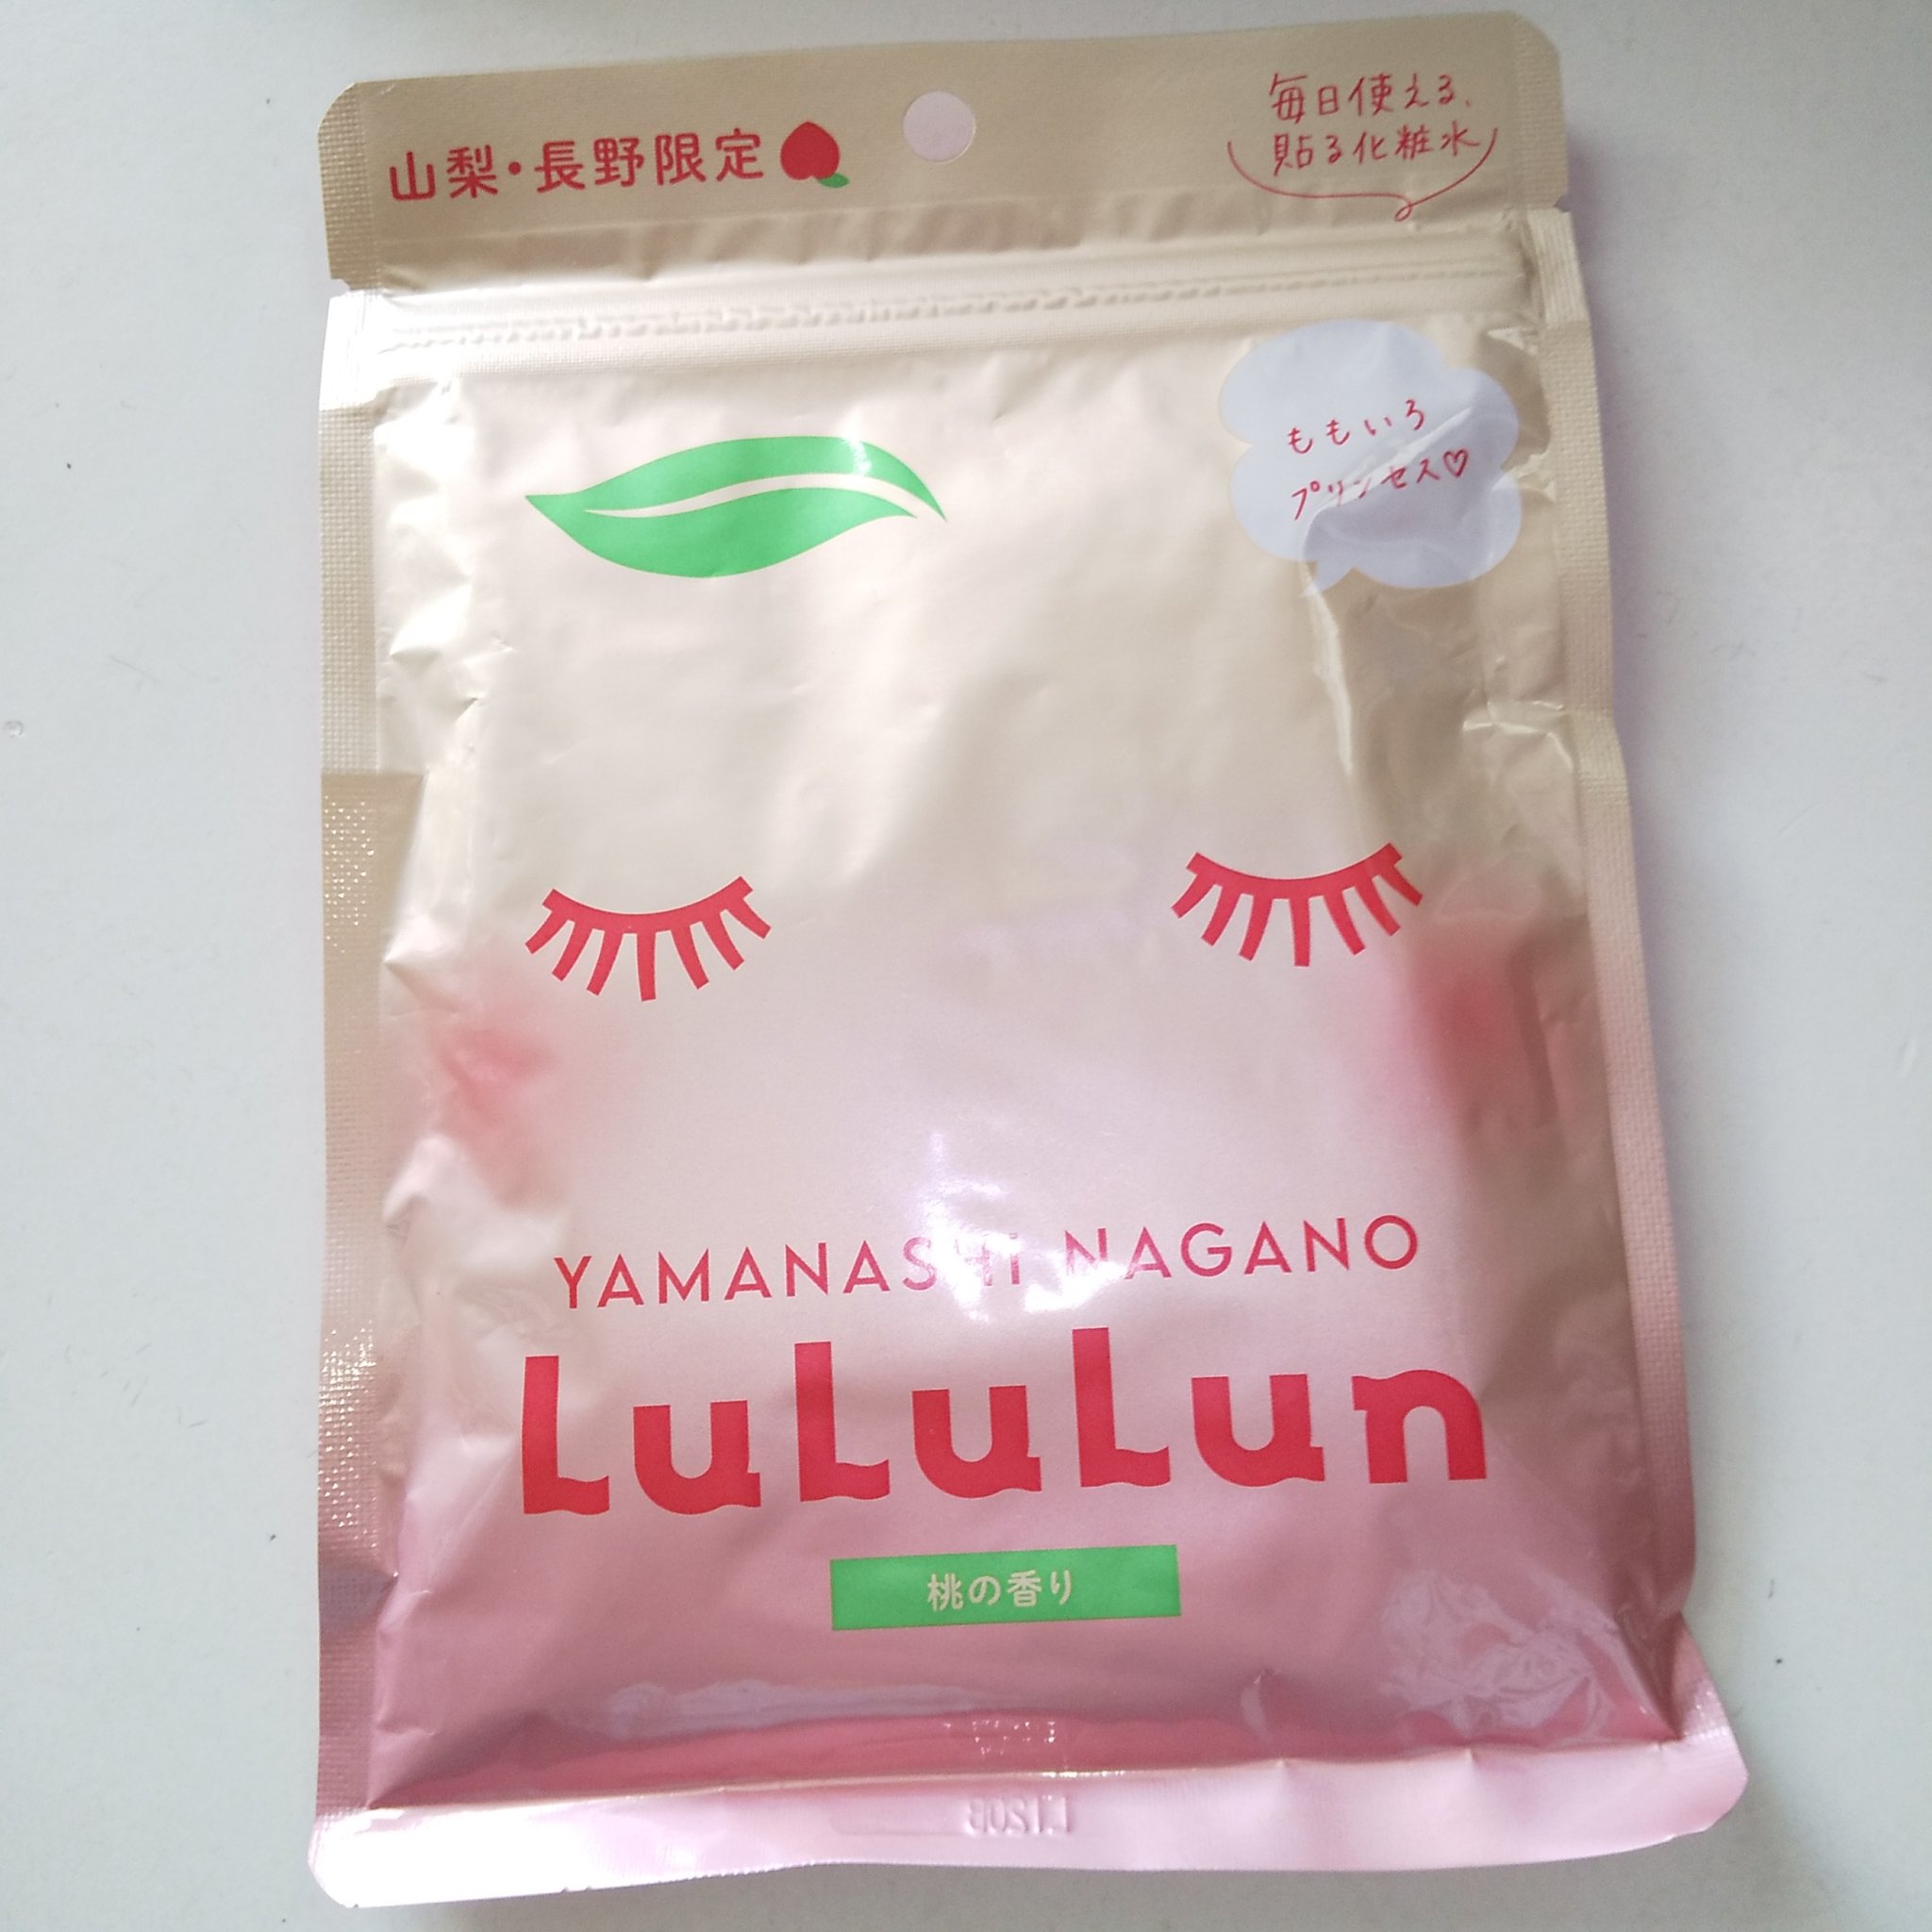 山梨・長野限定
毎日使える、
貼る化粧水
ももいろ
プリンセス♡
YAMANASHI NAGANO
LuLuLun
桃の香り